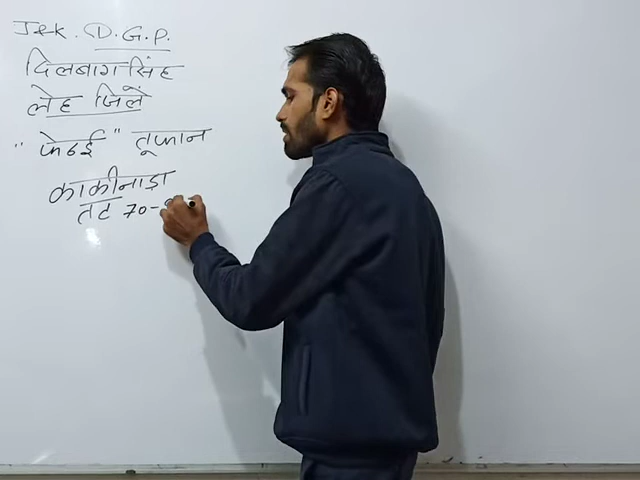 J&K. D.G.P.
दिलबाग सिंह
लेह जिले
"फेथई" तूफान
काकीनाड़ा
तट 70-